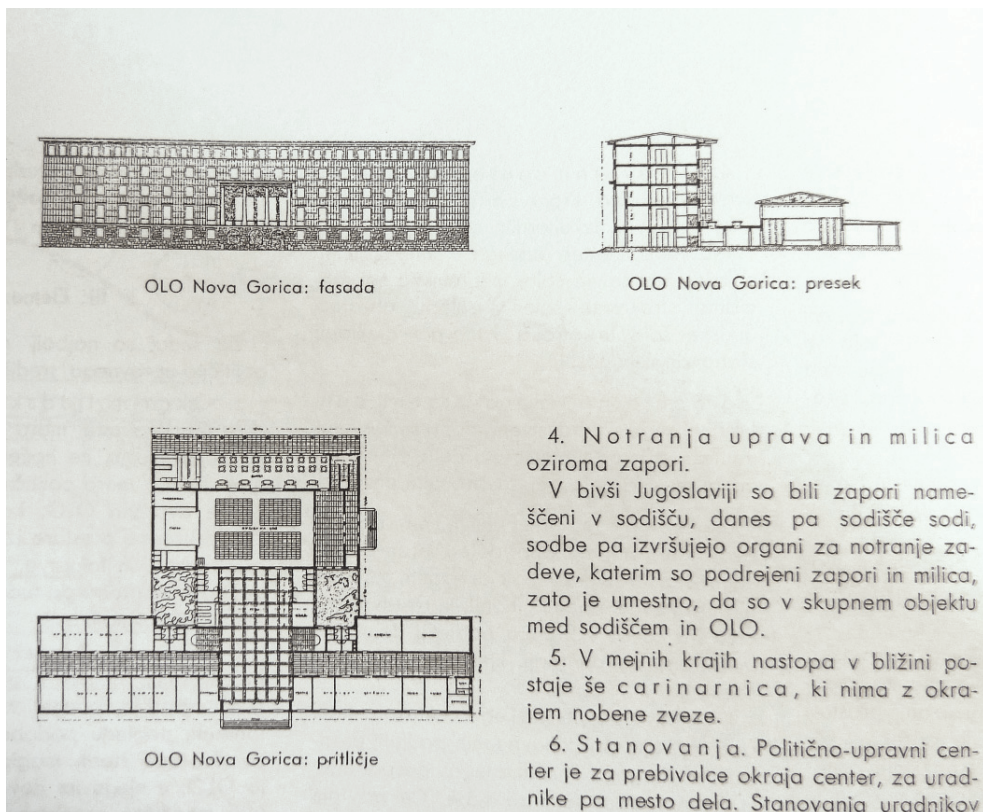 OLO Nova Gorica: fasada
OLO Nova Gorica: presek
OLO Nova Gorica: pritličje
4. Notranja uprava in milica
oziroma zapori.
V bivši Jugoslaviji so bili zapori name-
ščeni v sodišču, danes pa sodišče sodi,
sodbe pa izvršujejo organi za notranje za-
deve, katerim so podrejeni zapori in milica,
zato je umestno, da so v skupnem objektu
med sodiščem in OLO.
5. V mejnih krajih nastopa v bližini po-
staje še carinarnica, ki nima z okra-
jem nobene zveze.
6. Stanovanja. Politično-upravni cen-
ter je za prebivalce okraja center, za urad-
nike pa mesto dela. Stanovanja uradnikov